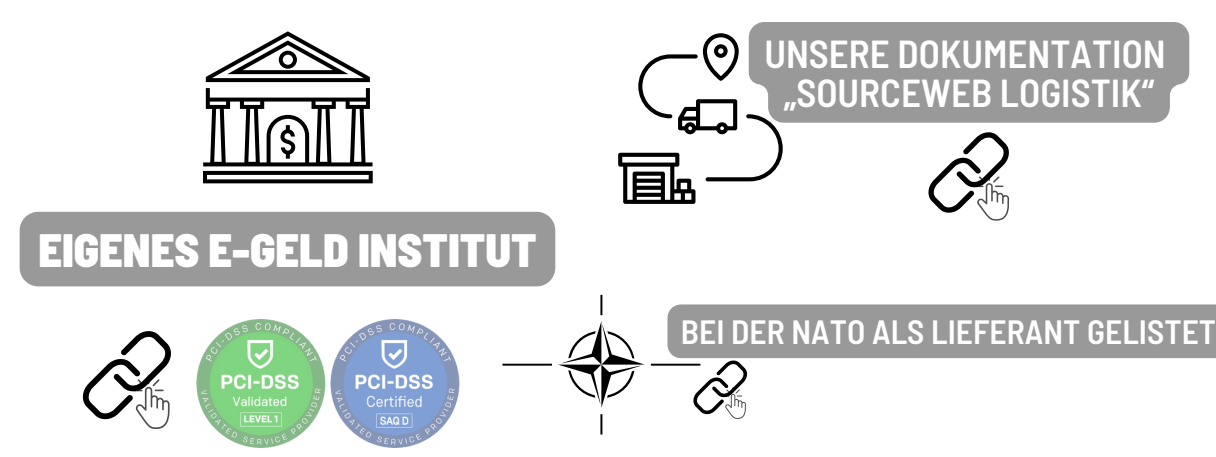 UNSERE DOKUMENTATION
„SOURCEWEB LOGISTIK“
$
EIGENES E-GELD INSTITUT
BEI DER NATO ALS LIEFERANT GELISTET
PCI-DSS COMPLIANT
PCI-DSS
Validated
LEVEL 1
VALIDATED SERVICE PROVIDER
PCI-DSS COMPLIANT
PCI-DSS
Certified
SAQ D
VALIDATED SERVICE PROVIDER